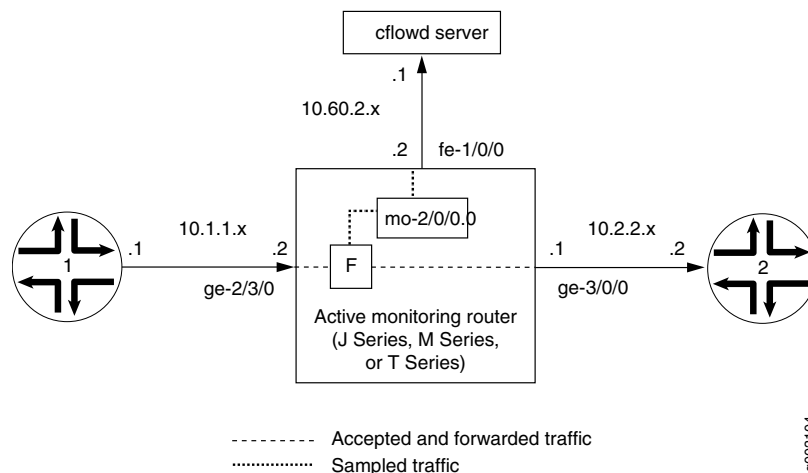 cflowd server
.1
10.60.2.x
.2 fe-1/0/0
mo-2/0/0.0
10.1.1.x
10.2.2.x
.1 .2
.1 .2
1
F
2
ge-2/3/0
ge-3/0/0
Active monitoring router
(J Series, M Series,
or T Series)
Accepted and forwarded traffic
Sampled traffic